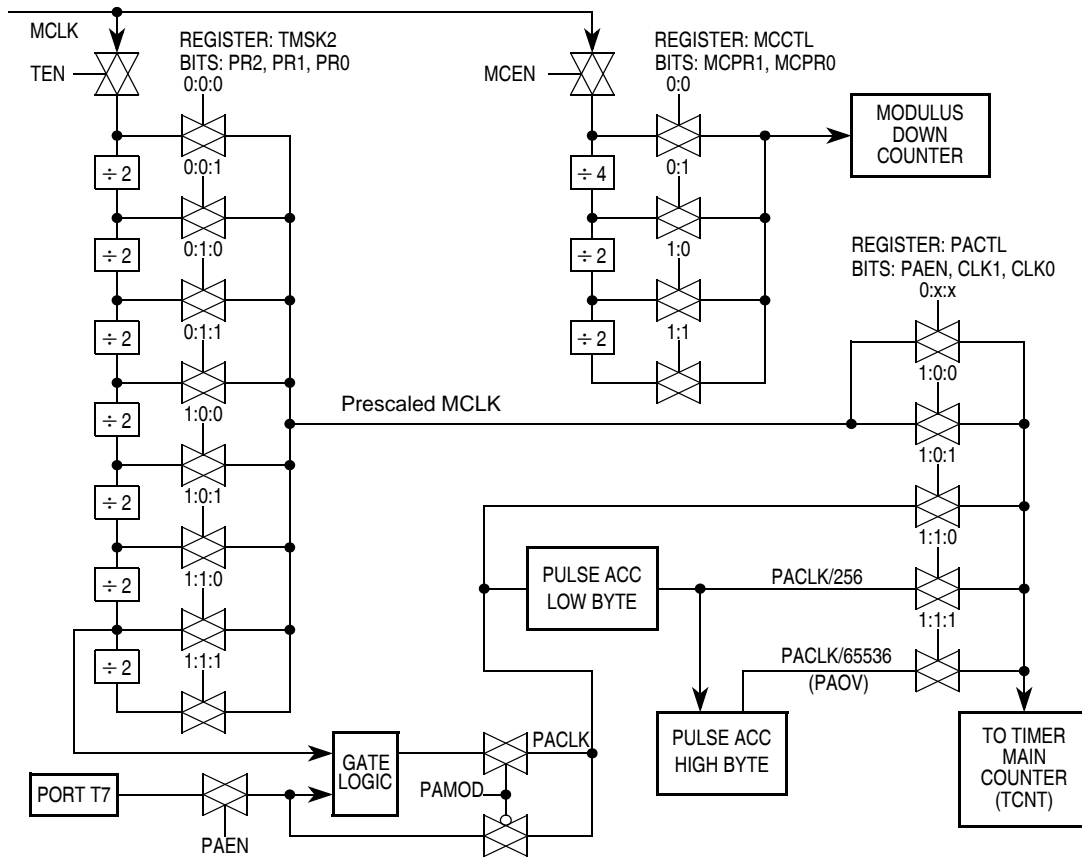 MCLK
TEN
REGISTER: TMSK2
BITS: PR2, PR1, PR0
0:0:0
÷ 2
0:0:1
÷ 2
0:1:0
÷ 2
0:1:1
÷ 2
1:0:0
÷ 2
1:0:1
÷ 2
1:1:0
÷ 2
1:1:1
MCEN
REGISTER: MCCTL
BITS: MCPR1, MCPR0
0:0
÷ 4
0:1
÷ 2
1:0
÷ 2
1:1
MODULUS
DOWN
COUNTER
REGISTER: PACTL
BITS: PAEN, CLK1, CLK0
0:x:x
1:0:0
1:0:1
1:1:0
1:1:1
Prescaled MCLK
PULSE ACC
LOW BYTE
PACLK/256
PACLK/65536
(PAOV)
PULSE ACC
HIGH BYTE
TO TIMER
MAIN
COUNTER
(TCNT)
PORT T7
PAEN
GATE
LOGIC
PACLK
PAMOD